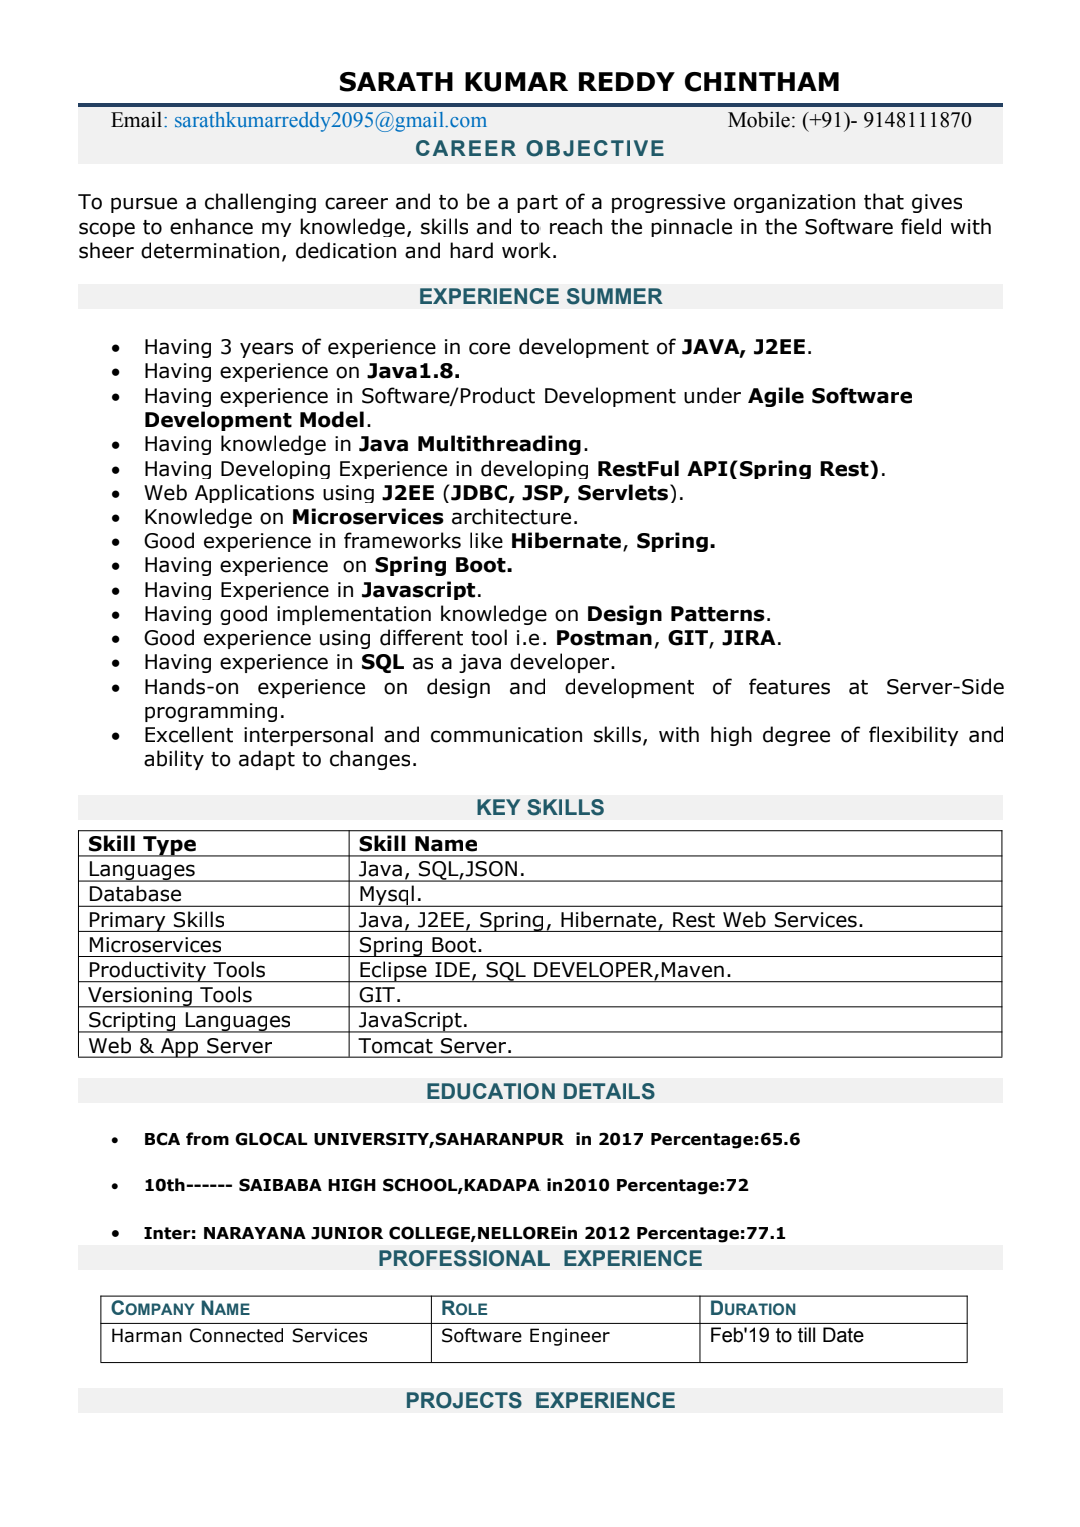 SARATH KUMAR REDDY CHINTHAM
Email: sarathkumarreddy2095@gmail.com Mobile: (+91)- 9148111870
CAREER OBJECTIVE
To pursue a challenging career and to be a part of a progressive organization that gives
scope to enhance my knowledge, skills and to reach the pinnacle in the Software field with
sheer determination, dedication and hard work.
EXPERIENCE SUMMER
• Having 3 years of experience in core development of JAVA, J2EE.
• Having experience on Java1.8.
• Having experience in Software/Product Development under Agile Software
Development Model.
• Having knowledge in Java Multithreading.
• Having Developing Experience in developing RestFul API(Spring Rest).
• Web Applications using J2EE (JDBC, JSP, Servlets).
• Knowledge on Microservices architecture.
• Good experience in frameworks like Hibernate, Spring.
• Having experience  on Spring Boot.
• Having Experience in Javascript.
• Having good implementation knowledge on Design Patterns.
• Good experience using different tool i.e. Postman, GIT, JIRA.
• Having experience in SQL as a java developer.
• Hands-on experience on design and development of features at Server-Side
programming.
• Excellent interpersonal and communication skills, with high degree of flexibility and
ability to adapt to changes.
KEY SKILLS
Skill Type Skill Name
Languages Java, SQL,JSON.
Database Mysql.
Primary Skills Java, J2EE, Spring, Hibernate, Rest Web Services.
Microservices Spring Boot.
Productivity Tools Eclipse IDE, SQL DEVELOPER,Maven.
Versioning Tools GIT.
Scripting Languages JavaScript.
Web & App Server Tomcat Server.
EDUCATION DETAILS
• BCA from GLOCAL UNIVERSITY,SAHARANPUR  in 2017 Percentage:65.6
• 10th------ SAIBABA HIGH SCHOOL,KADAPA in2010 Percentage:72
• Inter: NARAYANA JUNIOR COLLEGE,NELLOREin 2012 Percentage:77.1
PROFESSIONAL  EXPERIENCE
COMPANY NAME ROLE DURATION
Harman Connected Services Software Engineer Feb'19 to till Date
PROJECTS  EXPERIENCE